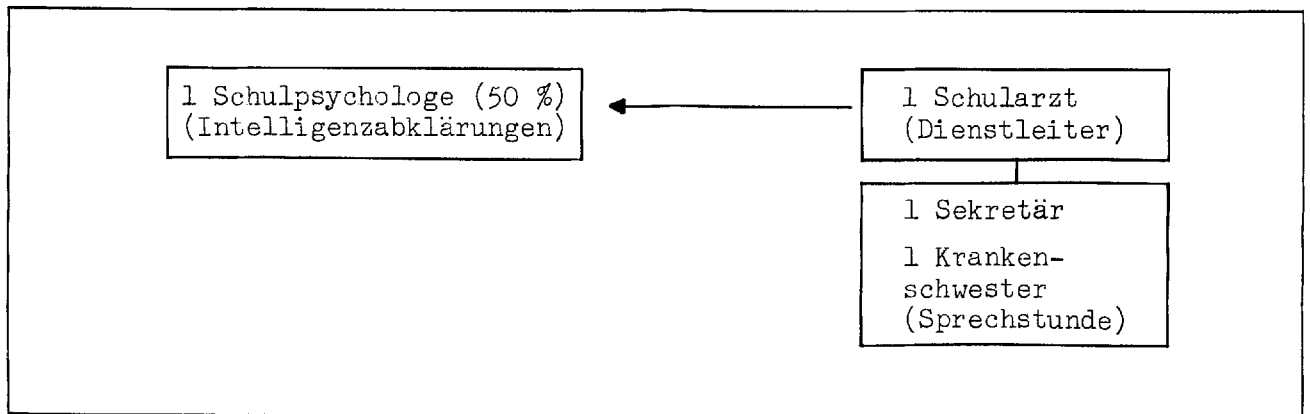 1 Schulpsychologe (50 %)
(Intelligenzabklärungen)
1 Schularzt
(Dienstleiter)
1 Sekretär
1 Kranken-
schwester
(Sprechstunde)